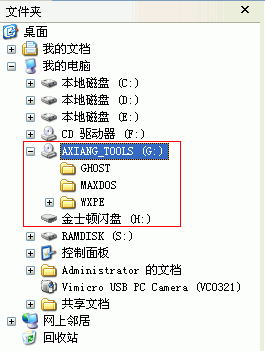 文件夹
桌面
我的文档
我的电脑
本地磁盘 (C:)
本地磁盘 (D:)
本地磁盘 (E:)
CD 驱动器 (F:)
AXIANG_TOOLS (G:)
GHOST
MAXDOS
WXPE
金士顿闪盘 (H:)
RAMDISK (S:)
控制面板
Administrator 的文档
Vimicro USB PC Camera (VC0321)
共享文档
网上邻居
回收站